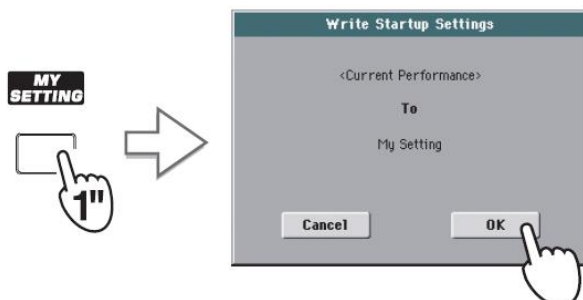 MY
SETTING
1"
Write Startup Settings
<Current Performance>
To
My Setting
Cancel
OK